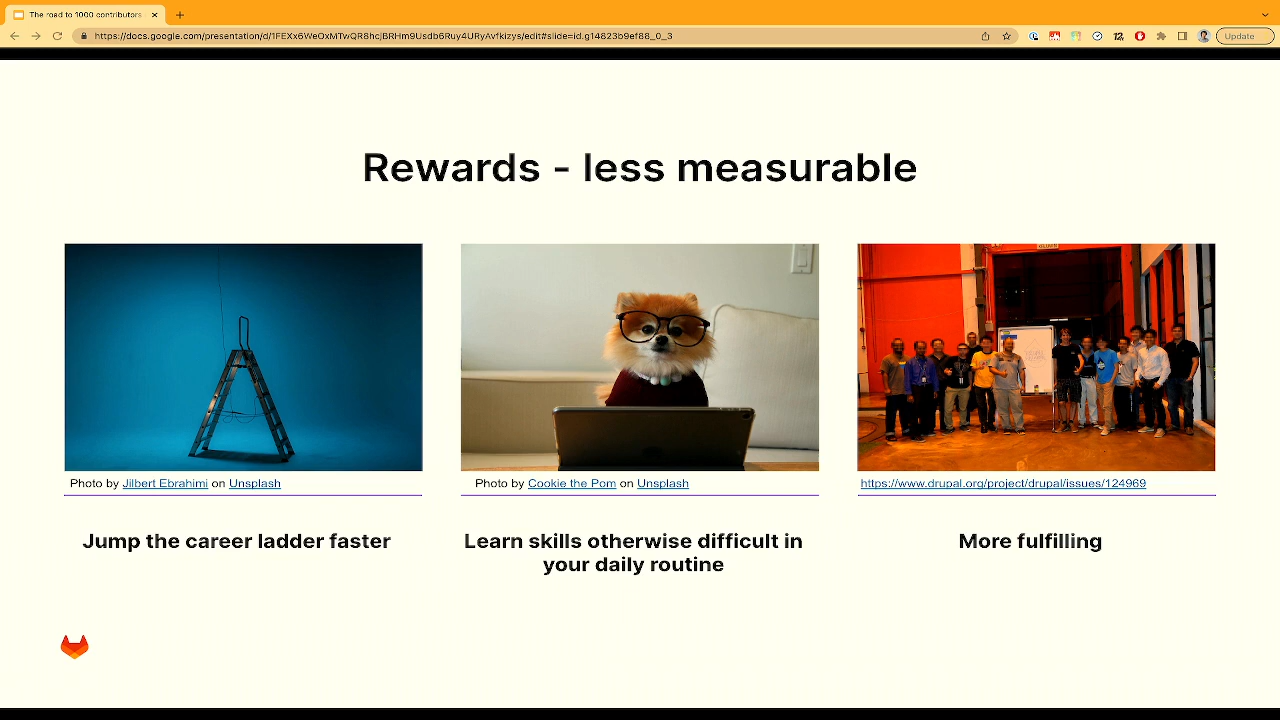 The road to 1000 contributors
https://docs.google.com/presentation/d/1FEXx6WeOxMTwQR8hcJBRHm9Usdb6Ruy4URyAvfkizys/edit#slide=id.g14823b9ef88_0_3
Update
Rewards - less measurable
Photo by Jilbert Ebrahimi on Unsplash
Photo by Cookie the Pom on Unsplash
https://www.drupal.org/project/drupal/issues/124969
Jump the career ladder faster
Learn skills otherwise difficult in
your daily routine
More fulfilling